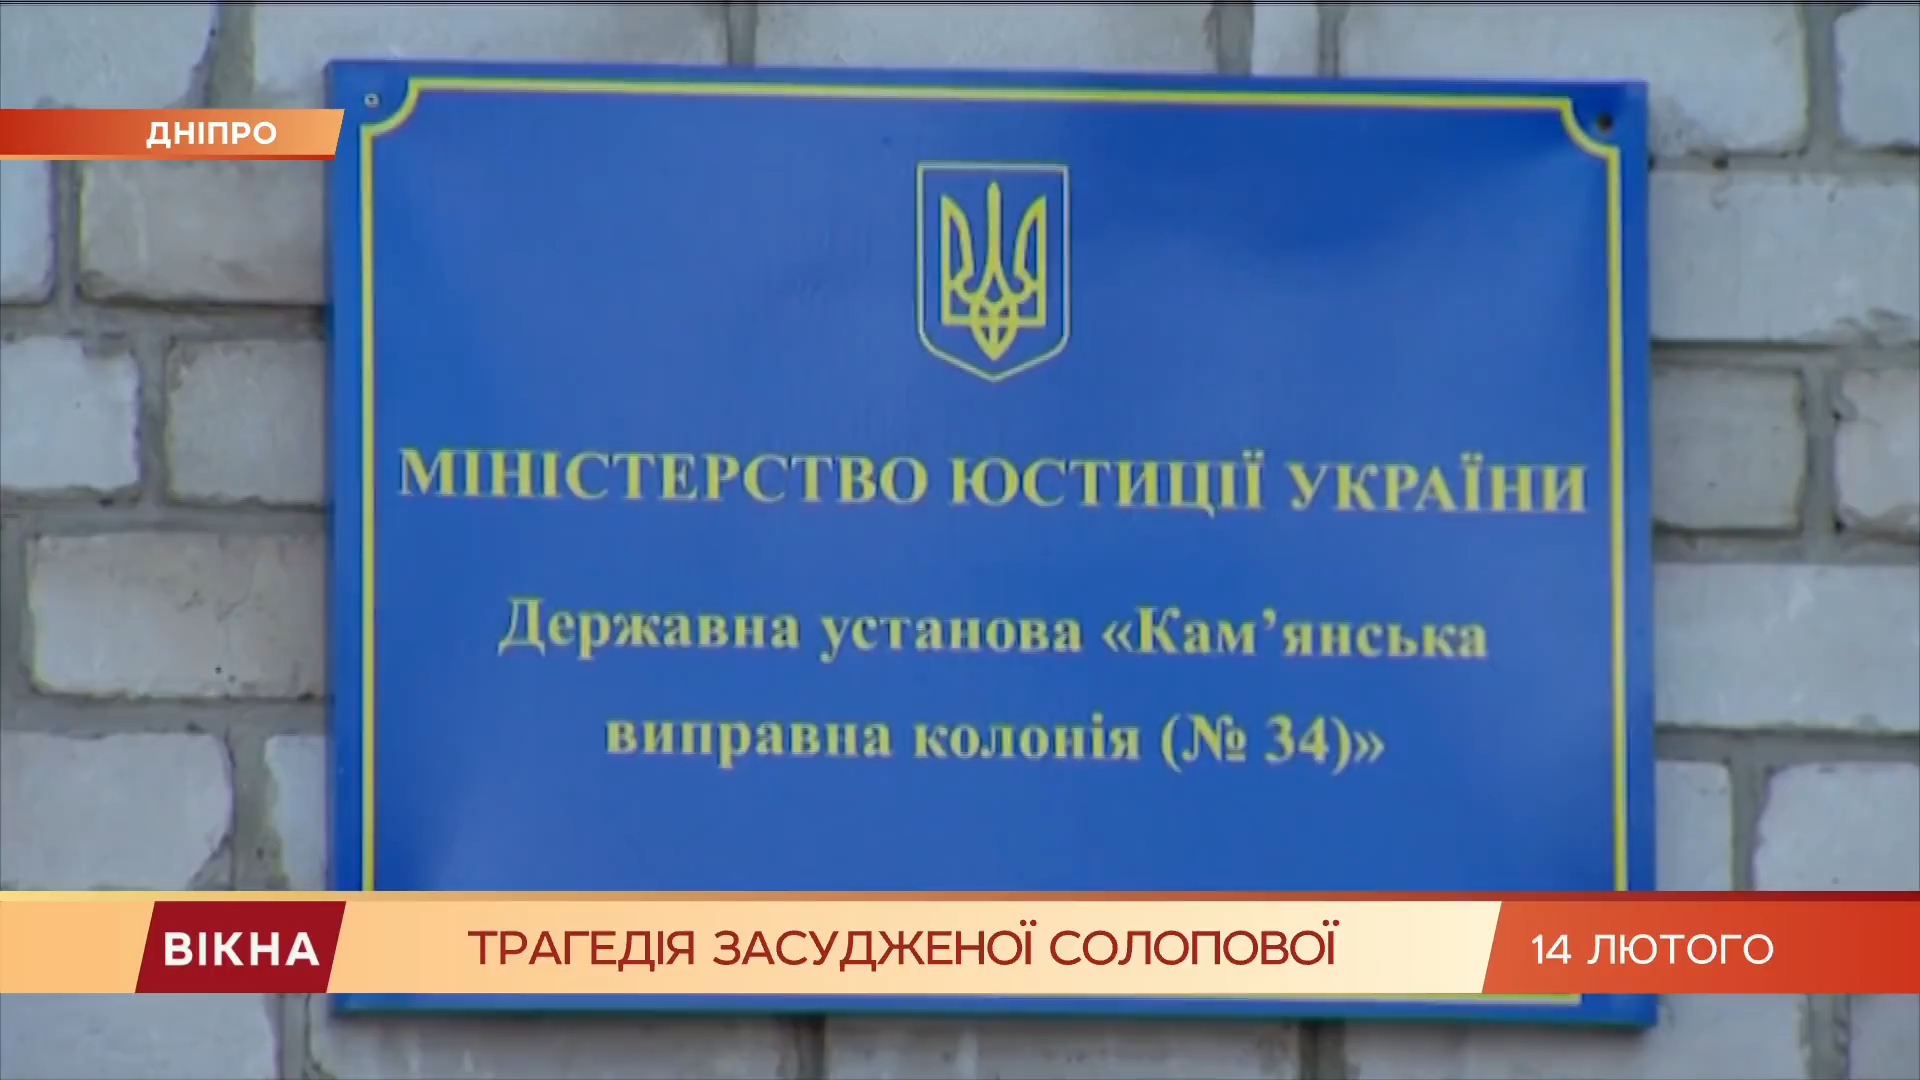 ДНІПРО
МІНІСТЕРСТВО ЮСТИЦІЇ УКРАЇНИ
Державна установа «Кам’янська
виправна колонія (№ 34)»
ВІКНА
ТРАГЕДІЯ ЗАСУДЖЕНОЇ СОЛОПОВОЇ
14 ЛЮТОГО